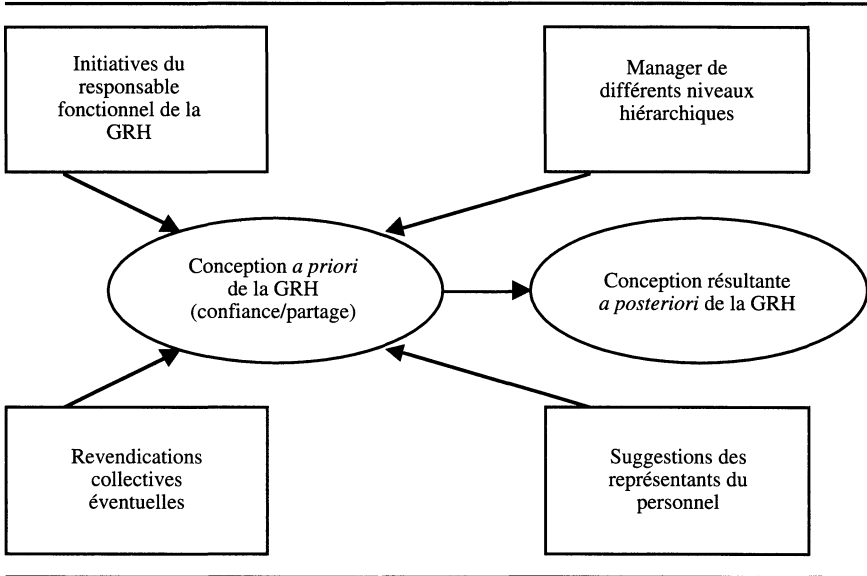 Initiatives du
responsable
fonctionnel de la
GRH
Manager de
différents niveaux
hiérarchiques
Conception a priori
de la GRH
(confiance/partage)
Conception résultante
a posteriori de la GRH
Revendications
collectives
éventuelles
Suggestions des
représentants du
personnel